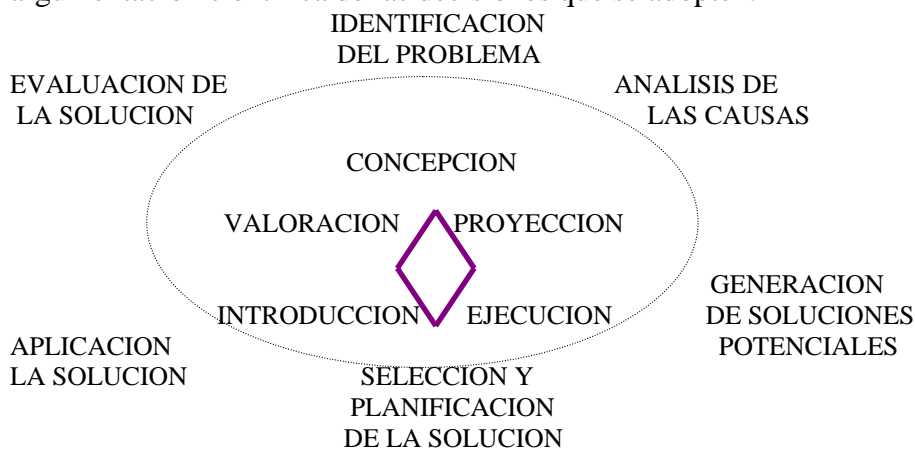 IDENTIFICACION
DEL PROBLEMA
EVALUACION DE
LA SOLUCION
ANALISIS DE
LAS CAUSAS
CONCEPCION
VALORACION
PROYECCION
INTRODUCCION
EJECUCION
GENERACION
DE SOLUCIONES
POTENCIALES
APLICACION
LA SOLUCION
SELECCION Y
PLANIFICACION
DE LA SOLUCION